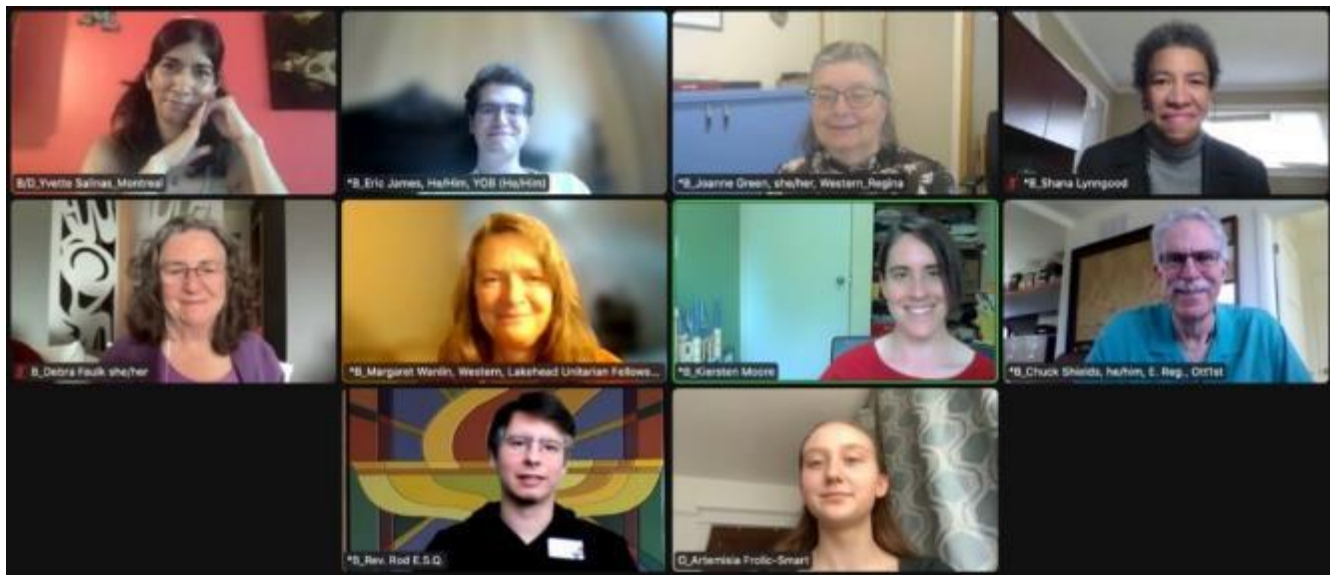 B/D_Yvette Salinas_Montreal
*B_Eric James, He/Him, YOB (He/Him)
*B_Joanne Green, she/her, Western_Regina
*B_Shana Lynngood
B_Debra Faulk she/her
*B_Margaret Wanlin, Western, Lakehead Unitarian Fellows...
*B_Kiersten Moore
*B_Chuck Shields, he/him, E. Reg., Ott1st
*B_Rev. Rod E.S.Q.
D_Artemisia Frolic-Smart